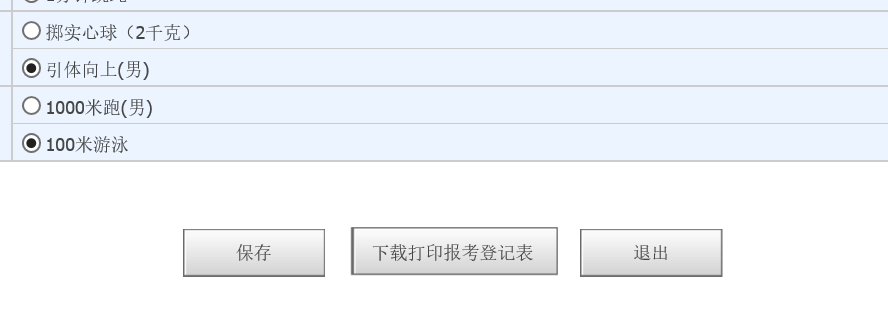 掷实心球（2千克）
引体向上(男)
1000米跑(男)
100米游泳
保存 下载打印报考登记表 退出